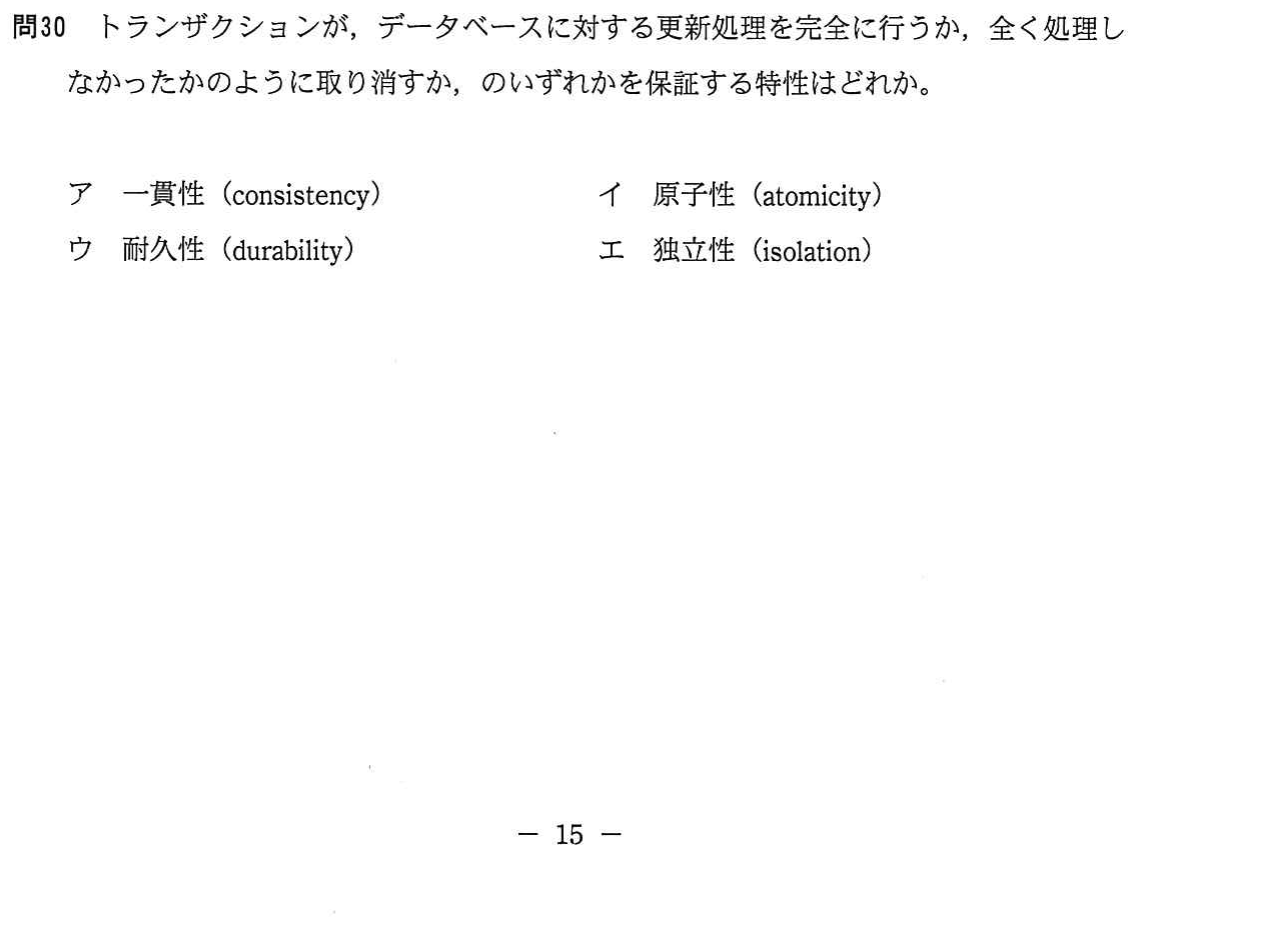 問30 トランザクションが，データベースに対する更新処理を完全に行うか，全く処理し
なかったかのように取り消すか，のいずれかを保証する特性はどれか。
ア 一貫性（consistency） イ 原子性（atomicity）
ウ 耐久性（durability） エ 独立性（isolation）
－ 15 －